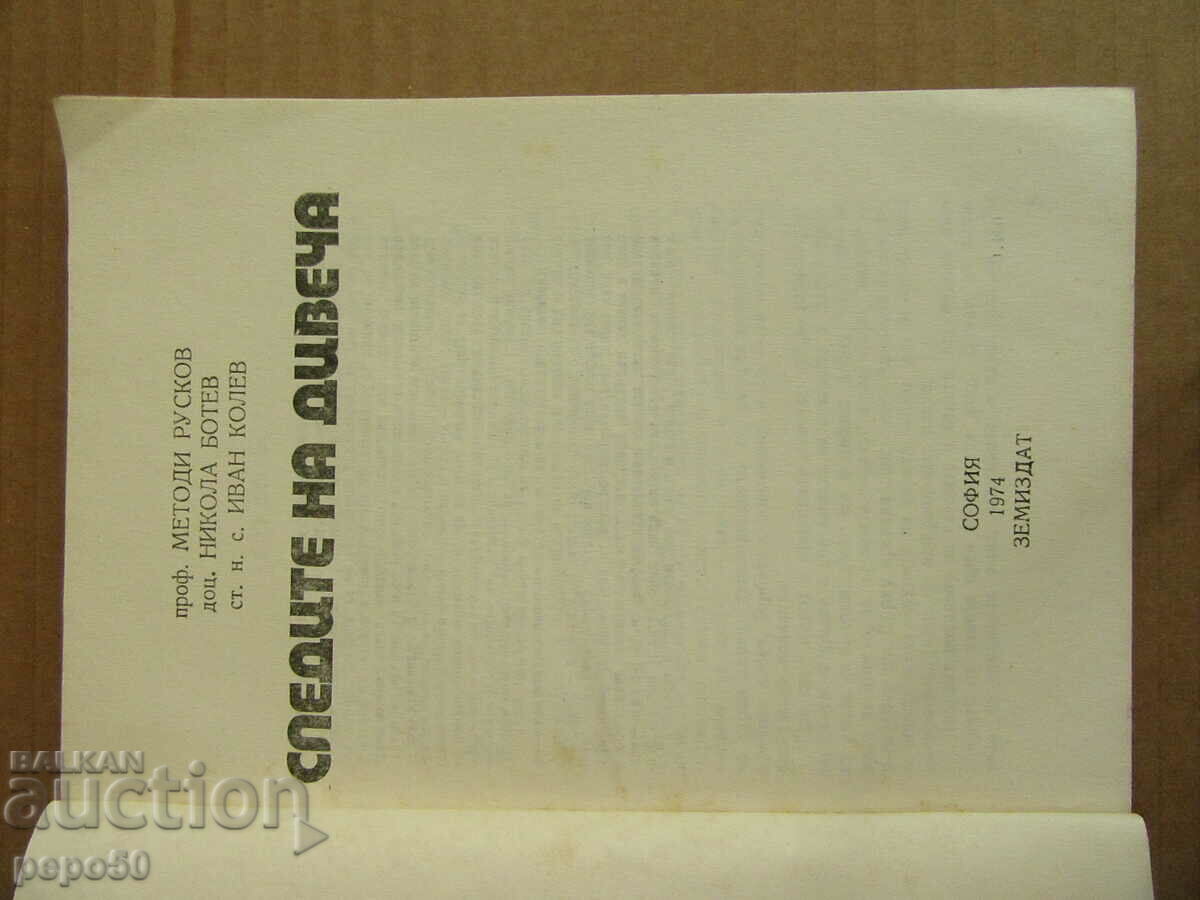 проф. МЕТОДИ РУСКОВ
доц. НИКОЛА БОТЕВ
ст. н. с. ИВАН КОЛЕВ
СЛЕДИТЕ НА ДИВЕЧА
СОФИЯ
1974
ЗЕМИЗДАТ
BALKAN
auction
pepo50